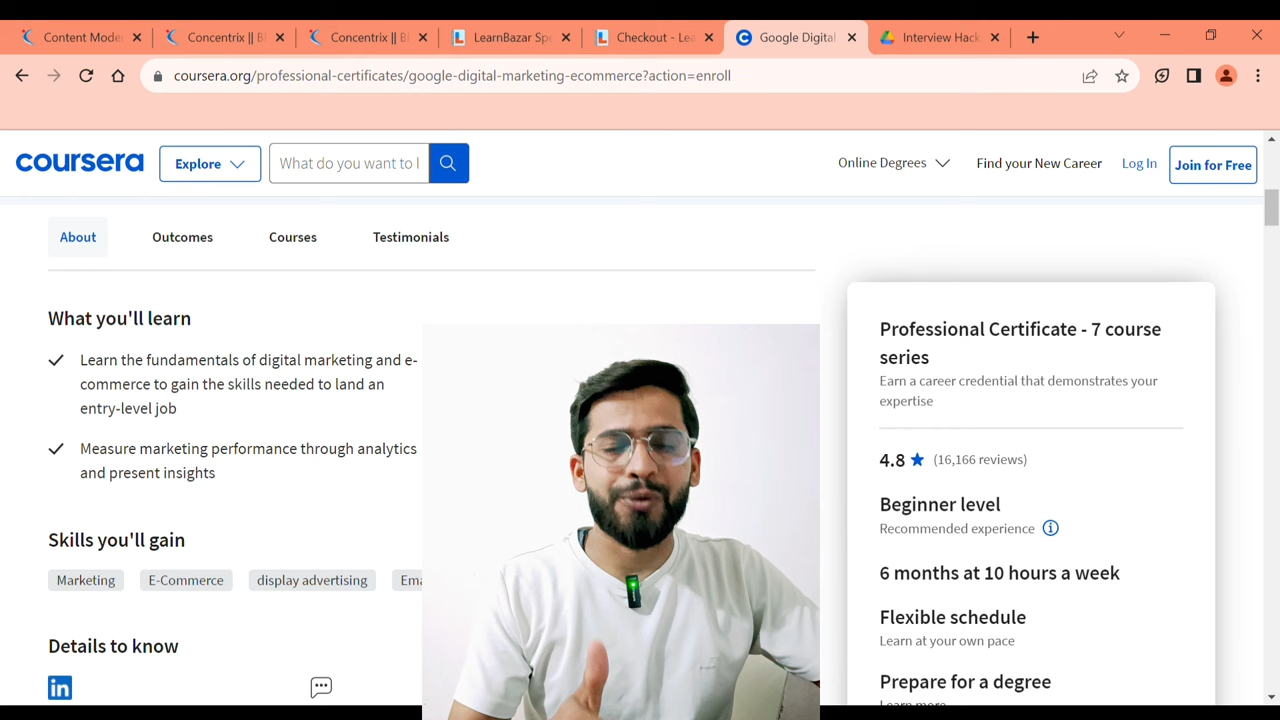 Content Mode
Concentrix || B
Concentrix || B
LearnBazar Sp
Checkout - Lea
Google Digital
Interview Hack
coursera.org/professional-certificates/google-digital-marketing-ecommerce?action=enroll
coursera
Explore
What do you want to l
Online Degrees
Find your New Career
Log In
Join for Free
About
Outcomes
Courses
Testimonials
What you'll learn
Learn the fundamentals of digital marketing and e-
commerce to gain the skills needed to land an
entry-level job
Measure marketing performance through analytics
and present insights
Skills you'll gain
Marketing
E-Commerce
display advertising
Ema
Details to know
in
Professional Certificate - 7 course
series
Earn a career credential that demonstrates your
expertise
4.8 ★ (16,166 reviews)
Beginner level
Recommended experience
6 months at 10 hours a week
Flexible schedule
Learn at your own pace
Prepare for a degree
Learn more